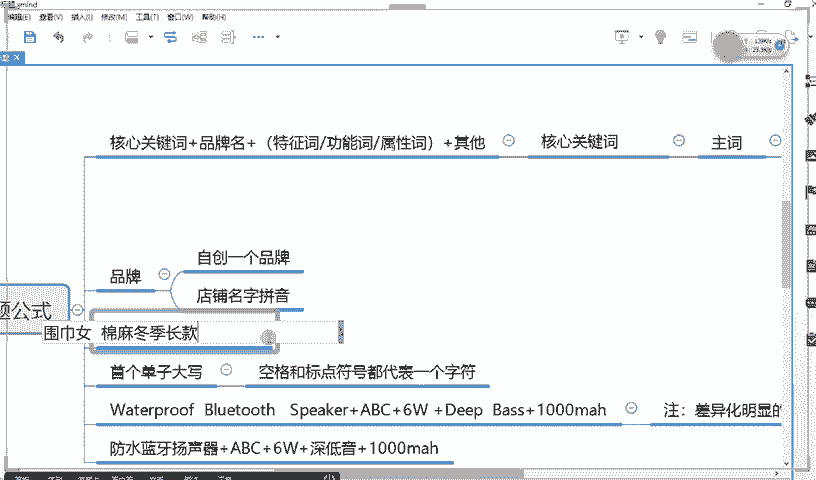 标题.xmind
编辑(E) 查看(V) 插入(I) 修改(M) 工具(T) 窗口(W) 帮助(H)
核心关键词+品牌名+（特征词/功能词/属性词）+其他
核心关键词
主词
自创一个品牌
品牌
店铺名字拼音
题公式
围巾女 棉麻冬季长款
首个单子大写
空格和标点符号都代表一个字符
Waterproof Bluetooth Speaker+ABC+6W +Deep Bass+1000mah
注：差异化明显的
防水蓝牙扬声器+ABC+6W+深低音+1000mah